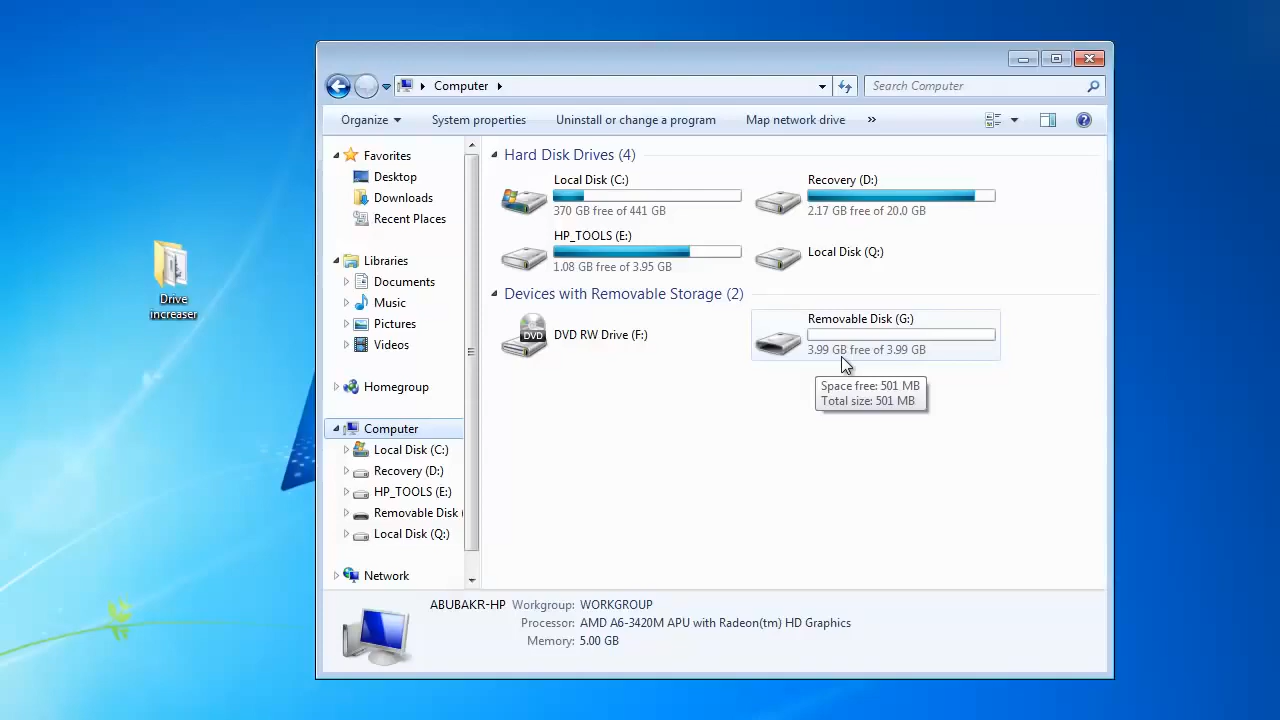 Drive
increaser
Computer
Search Computer
Organize
System properties
Uninstall or change a program
Map network drive
»
Favorites
Desktop
Downloads
Recent Places
Libraries
Documents
Music
Pictures
Videos
Homegroup
Computer
Local Disk (C:)
Recovery (D:)
HP_TOOLS (E:)
Removable Disk (
Local Disk (Q:)
Network
Hard Disk Drives (4)
Local Disk (C:)
370 GB free of 441 GB
Recovery (D:)
2.17 GB free of 20.0 GB
HP_TOOLS (E:)
1.08 GB free of 3.95 GB
Local Disk (Q:)
Devices with Removable Storage (2)
DVD
DVD RW Drive (F:)
Removable Disk (G:)
3.99 GB free of 3.99 GB
Space free: 501 MB
Total size: 501 MB
ABUBAKR-HP Workgroup: WORKGROUP
Processor: AMD A6-3420M APU with Radeon(tm) HD Graphics
Memory: 5.00 GB